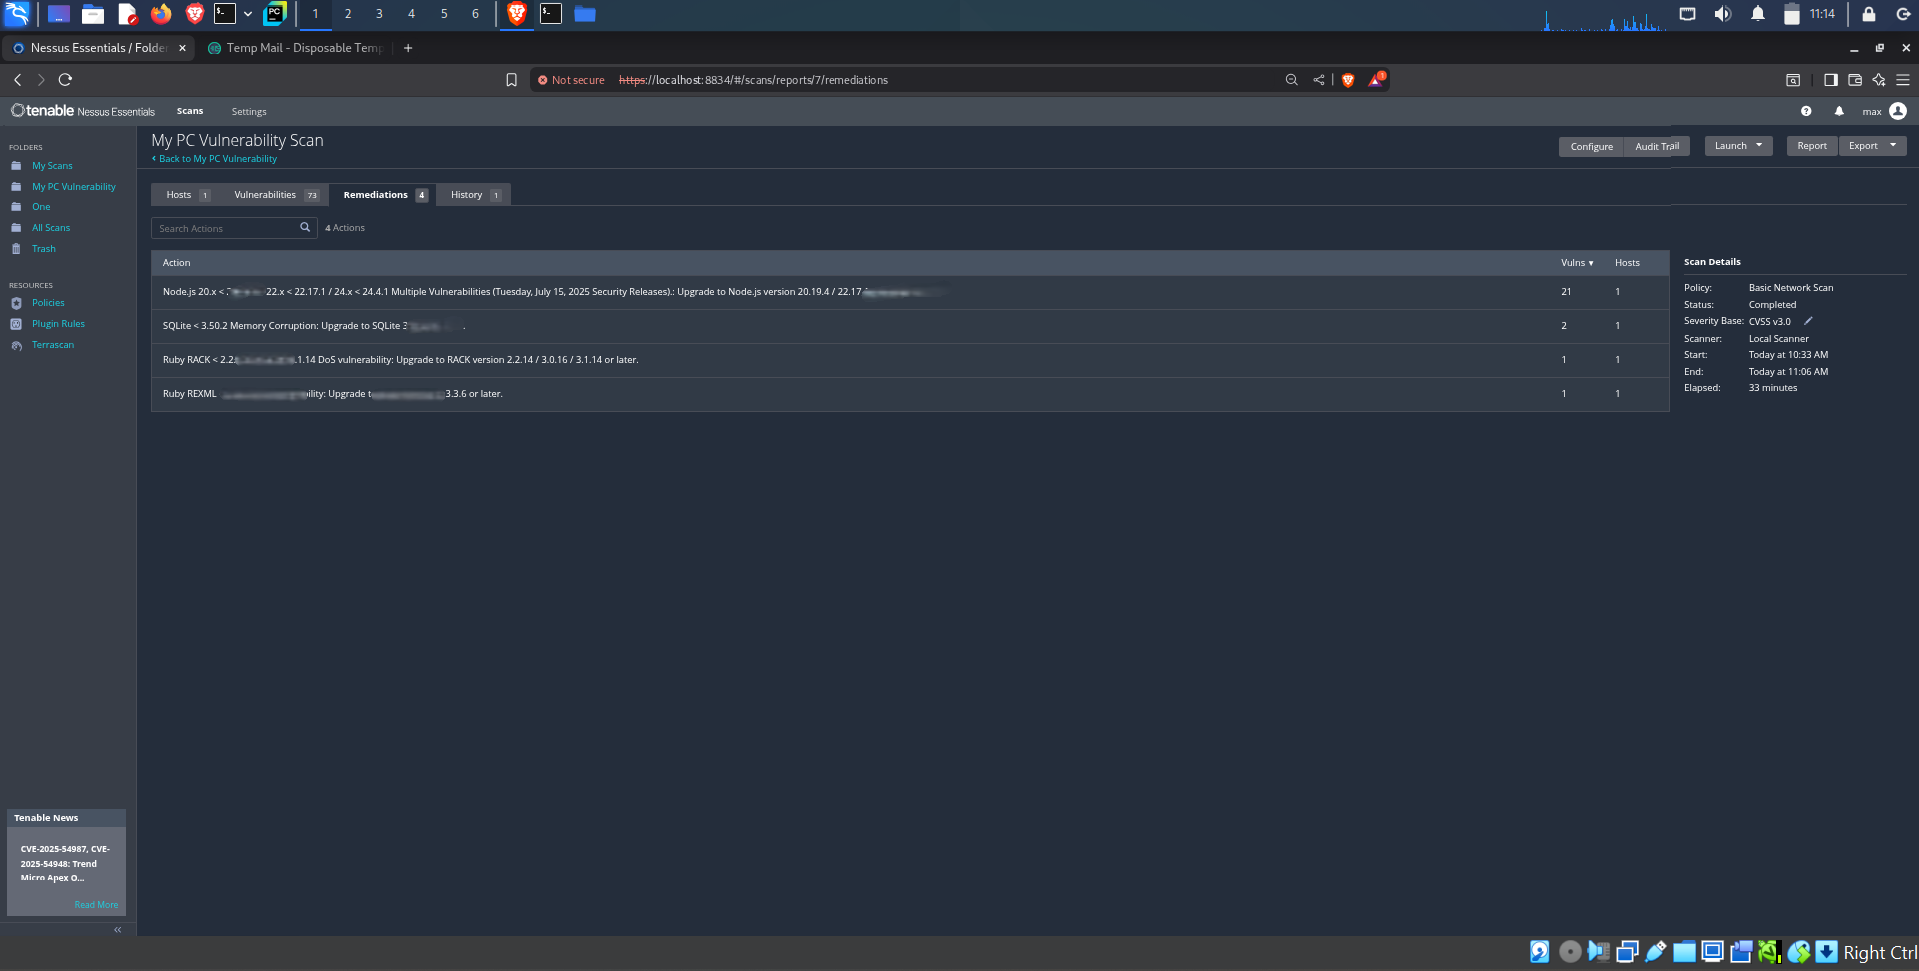 1 2 3 4 5 6 11:14
Nessus Essentials / Folde Temp Mail - Disposable Temp
Not secure https://localhost:8834/#/scans/reports/7/remediations
tenable Nessus Essentials Scans Settings max
FOLDERS
My Scans
My PC Vulnerability
One
All Scans
Trash
RESOURCES
Policies
Plugin Rules
Terrascan
My PC Vulnerability Scan
Back to My PC Vulnerability
Configure Audit Trail Launch Report Export
Hosts 1 Vulnerabilities 73 Remediations 4 History 1
Search Actions 4 Actions
Action Vulns Hosts
Node.js 20.x < 22.x < 22.17.1 / 24.x < 24.4.1 Multiple Vulnerabilities (Tuesday, July 15, 2025 Security Releases).: Upgrade to Node.js version 20.19.4 / 22.17 21 1
SQLite < 3.50.2 Memory Corruption: Upgrade to SQLite 3 . 2 1
Ruby RACK < 2.2 .1.14 DoS vulnerability: Upgrade to RACK version 2.2.14 / 3.0.16 / 3.1.14 or later. 1 1
Ruby REXML ility: Upgrade t 3.3.6 or later. 1 1
Scan Details
Policy: Basic Network Scan
Status: Completed
Severity Base: CVSS v3.0
Scanner: Local Scanner
Start: Today at 10:33 AM
End: Today at 11:06 AM
Elapsed: 33 minutes
Tenable News
CVE-2025-54987, CVE-
2025-54948: Trend
Micro Apex O...
Read More
Right Ctrl